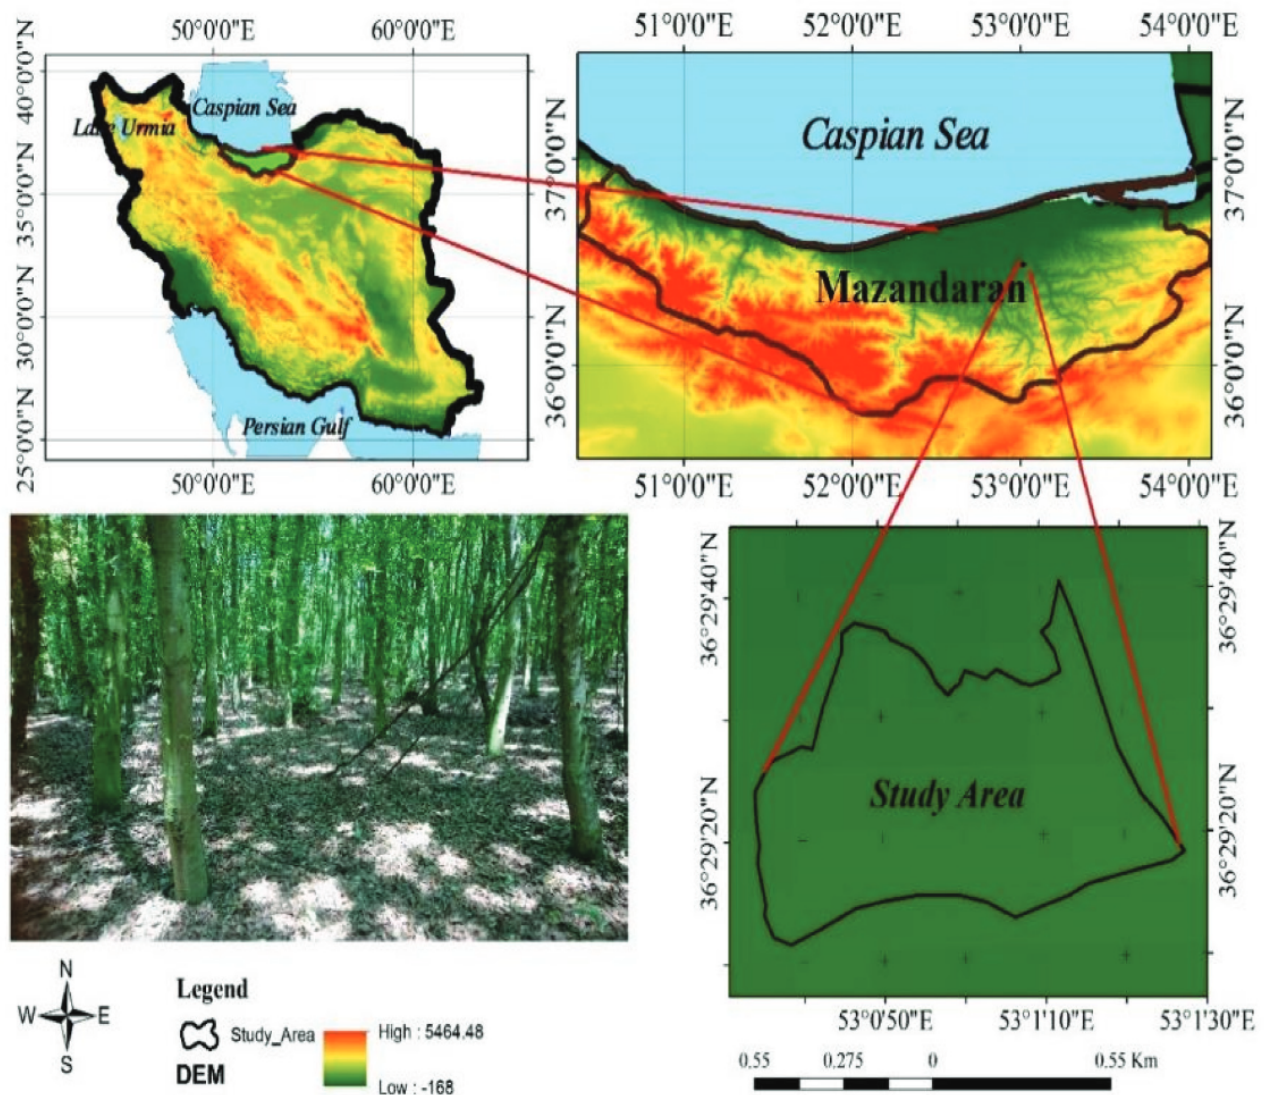 50°0'0"E 60°0'0"E
40°0'0"N
35°0'0"N
30°0'0"N
25°0'0"N
Caspian Sea
Lake Urmia
Persian Gulf
50°0'0"E 60°0'0"E
51°0'0"E 52°0'0"E 53°0'0"E 54°0'0"E
37°0'0"N
36°0'0"N
Caspian Sea
Mazandaran
37°0'0"N
36°0'0"N
51°0'0"E 52°0'0"E 53°0'0"E 54°0'0"E
36°29'40"N
36°29'20"N
Study Area
36°29'40"N
36°29'20"N
53°0'50"E 53°1'10"E 53°1'30"E
0.55 0.275 0 0.55 Km
N
W E
S
Legend
Study_Area
DEM
High : 5464.48
Low : -168